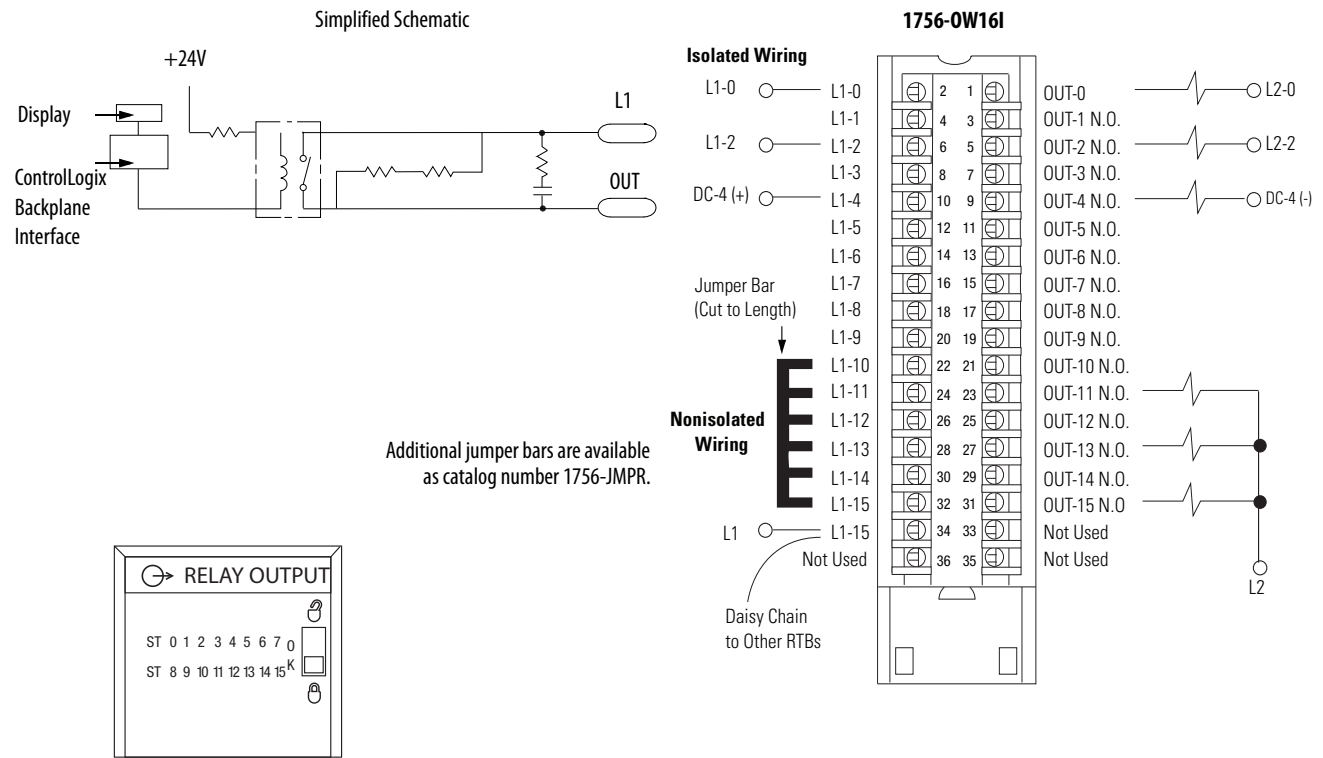 Simplified Schematic
+24V
Display
ControlLogix
Backplane
Interface
L1
OUT
Additional jumper bars are available
as catalog number 1756-JMPR.
RELAY OUTPUT
ST 0 1 2 3 4 5 6 7 O
ST 8 9 10 11 12 13 14 15 K
1756-OW16I
Isolated Wiring
L1-0 L1-0 2 1 OUT-0 L2-0
L1-1 4 3 OUT-1 N.O.
L1-2 L1-2 6 5 OUT-2 N.O. L2-2
L1-3 8 7 OUT-3 N.O.
DC-4 (+) L1-4 10 9 OUT-4 N.O. DC-4 (-)
L1-5 12 11 OUT-5 N.O.
L1-6 14 13 OUT-6 N.O.
L1-7 16 15 OUT-7 N.O.
Jumper Bar
(Cut to Length)
L1-8 18 17 OUT-8 N.O.
L1-9 20 19 OUT-9 N.O.
L1-10 22 21 OUT-10 N.O.
L1-11 24 23 OUT-11 N.O.
Nonisolated
Wiring
L1-12 26 25 OUT-12 N.O.
L1-13 28 27 OUT-13 N.O.
L1-14 30 29 OUT-14 N.O.
L1-15 32 31 OUT-15 N.O
L1 L1-15 34 33 Not Used
Not Used 36 35 Not Used
L2
Daisy Chain
to Other RTBs